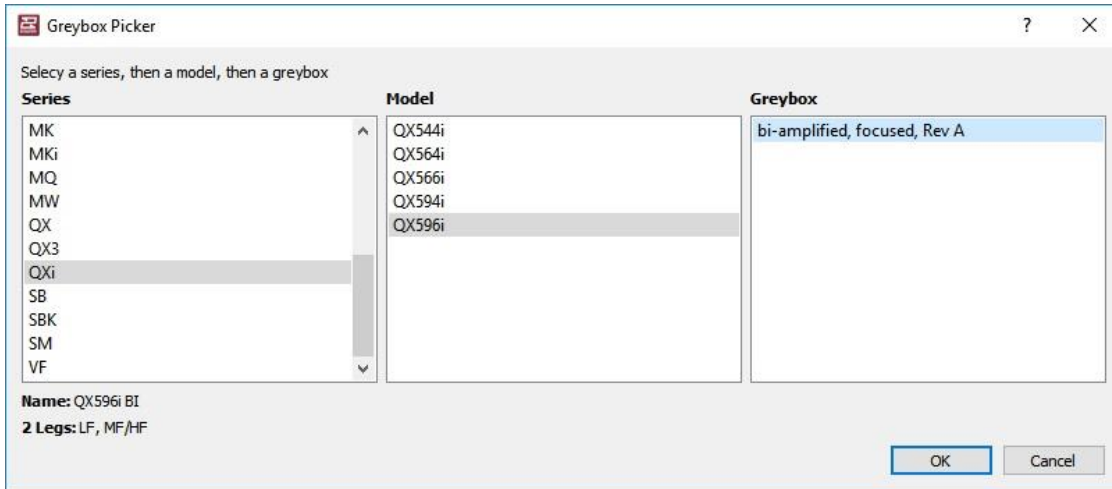 Greybox Picker
? X
Selecy a series, then a model, then a greybox
Series
MK
MKi
MQ
MW
QX
QX3
QXi
SB
SBK
SM
VF
Model
QX544i
QX564i
QX566i
QX594i
QX596i
Greybox
bi-amplified, focused, Rev A
Name: QX596i BI
2 Legs: LF, MF/HF
OK
Cancel